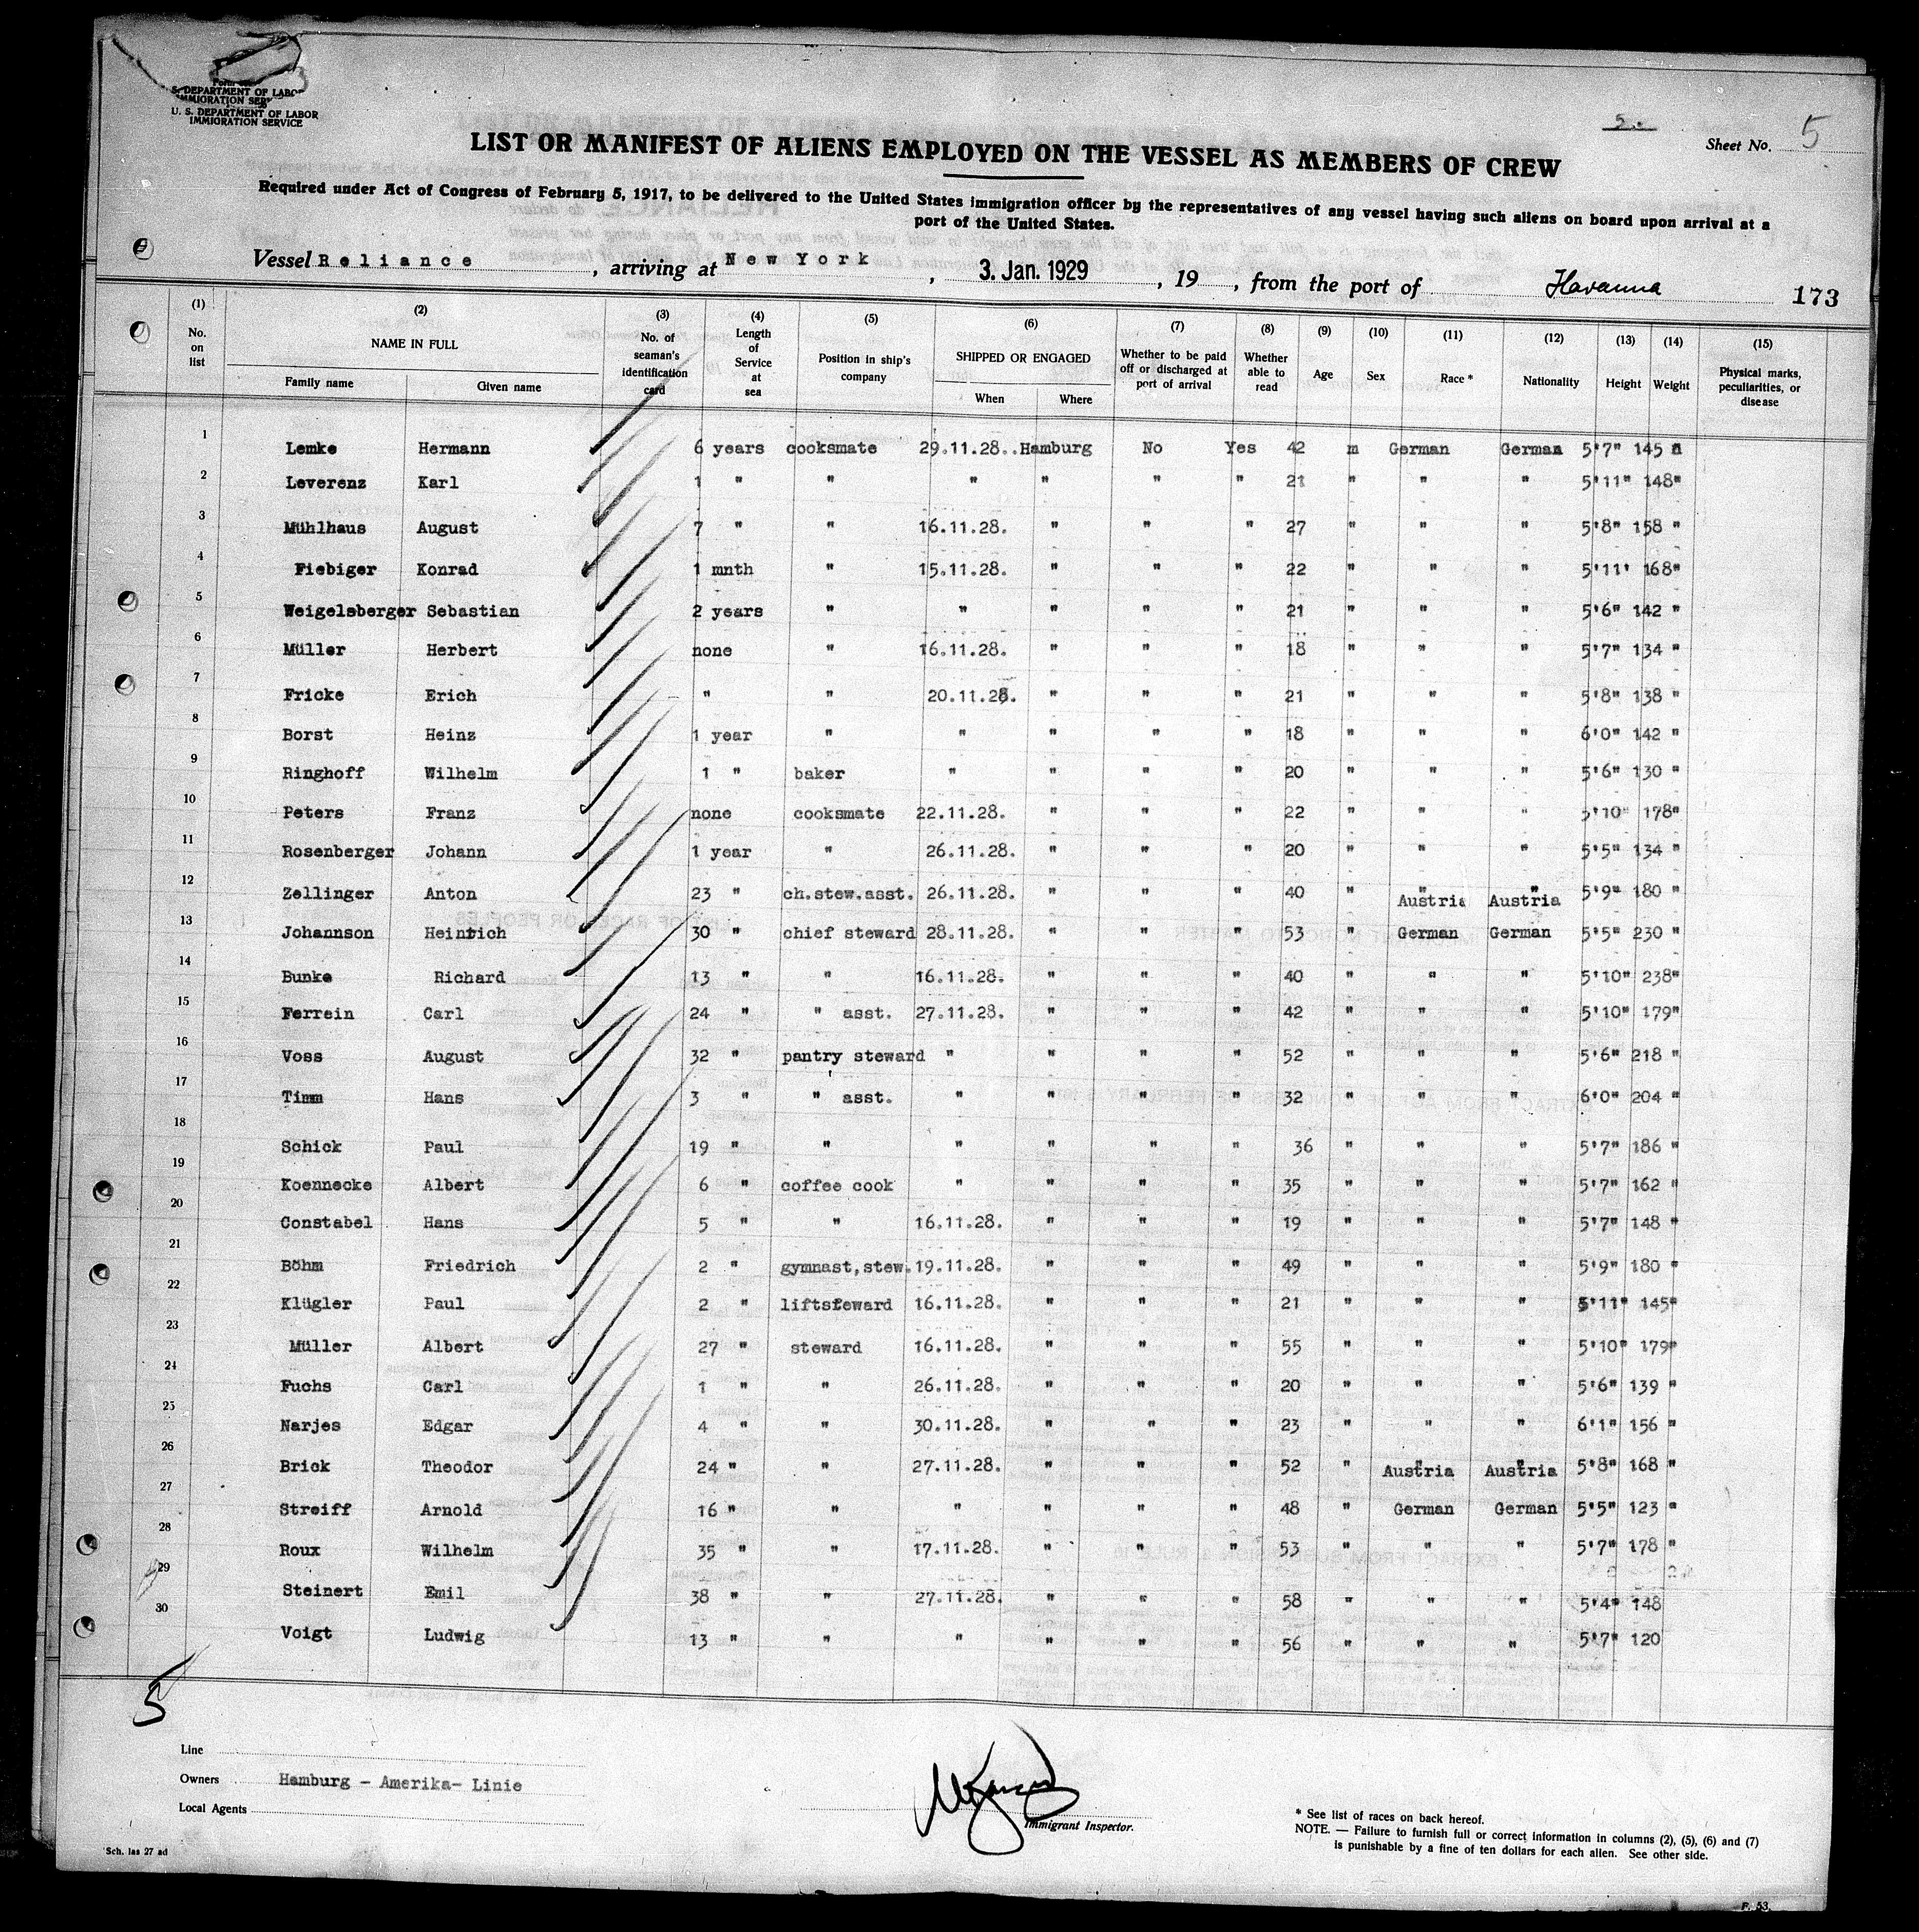 S. DEPARTMENT OF LABOR
IMMIGRATION SER
U. S. DEPARTMENT OF LABOR
IMMIGRATION SERVICE
5.
Sheet No. 5
LIST OR MANIFEST OF ALIENS EMPLOYED ON THE VESSEL AS MEMBERS OF CREW
Required under Act of Congress of February 5, 1917, to be delivered to the United States immigration officer by the representatives of any vessel having such aliens on board upon arrival at a
port of the United States.
Vessel Reliance, arriving at New York, 3. Jan. 1929, 19, from the port of Havanna 173
(1) (2) (3) (4) (5) (6) (7) (8) (9) (10) (11) (12) (13) (14) (15)
No. on list NAME IN FULL Family name Given name No. of seaman's identification card Length of Service at sea Position in ship's company SHIPPED OR ENGAGED When Where Whether to be paid off or discharged at port of arrival Whether able to read Age Sex Race * Nationality Height Weight Physical marks, peculiarities, or disease
1 Lemke Hermann 6 years cooksmate 29.11.28. Hamburg No Yes 42 m German German 5'7" 145 "
2 Leverenz Karl 1 " " " " " " 21 " " " 5'11" 148"
3 Mühlhaus August 7 " " 16.11.28. " " " 27 " " " 5'8" 158 "
4 Fiebiger Konrad 1 mnth " 15.11.28. " " " 22 " " " 5'11' 168"
5 Weigelsberger Sebastian 2 years " " " " " 21 " " " 5'6" 142 "
6 Müller Herbert none " 16.11.28. " " " 18 " " " 5'7" 134 "
7 Fricke Erich " " 20.11.28. " " " 21 " " " 5'8" 138 "
8 Borst Heinz 1 year " " " " " 18 " " " 6'0" 142 "
9 Ringhoff Wilhelm 1 " baker " " " " 20 " " " 5'6" 130 "
10 Peters Franz none cooksmate 22.11.28. " " " 22 " " " 5'10" 178"
11 Rosenberger Johann 1 year " 26.11.28. " " " 20 " " " 5'5" 134 "
12 Zellinger Anton 23 " ch.stew.asst. 26.11.28. " " " 40 " Austria Austria 5'9" 180 "
13 Johannson Heinrich 30 " chief steward 28.11.28. " " " 53 " German German 5'5" 230 "
14 Bunke Richard 13 " " 16.11.28. " " " 40 " " " 5'10" 238"
15 Ferrein Carl 24 " " asst. 27.11.28. " " " 42 " " " 5'10" 179"
16 Voss August 32 " pantry steward " " " " 52 " " " 5'6" 218 "
17 Timm Hans 3 " " asst. " " " " 32 " " " 6'0" 204 "
18 Schick Paul 19 " " " " " " 36 " " " 5'7" 186 "
19 Koennecke Albert 6 " coffee cook " " " " 35 " " " 5'7" 162 "
20 Constabel Hans 5 " " 16.11.28. " " " 19 " " " 5'7" 148 "
21 Böhm Friedrich 2 " gymnast,stew. 19.11.28. " " " 49 " " " 5'9" 180 "
22 Klügler Paul 2 " liftsteward 16.11.28. " " " 21 " " " 5'11" 145"
23 Müller Albert 27 " steward 16.11.28. " " " 55 " " " 5'10" 179"
24 Fuchs Carl 1 " " 26.11.28. " " " 20 " " " 5'6" 139 "
25 Narjes Edgar 4 " " 30.11.28. " " " 23 " " " 6'1" 156 "
26 Brick Theodor 24 " " 27.11.28. " " " 52 " Austria Austria 5'8" 168 "
27 Streiff Arnold 16 " " " " " " 48 " German German 5'5" 123 "
28 Roux Wilhelm 35 " " 17.11.28. " " " 53 " " " 5'7" 178 "
29 Steinert Emil 38 " " 27.11.28. " " " 58 " " " 5'4" 148
30 Voigt Ludwig 13 " " " " " " 56 " " " 5'7" 120
5
Line
Owners Hamburg - Amerika- Linie
Local Agents
Immigrant Inspector.
* See list of races on back hereof.
NOTE. — Failure to furnish full or correct information in columns (2), (5), (6) and (7)
is punishable by a fine of ten dollars for each alien. See other side.
Sch. las 27 ad
F. 53.